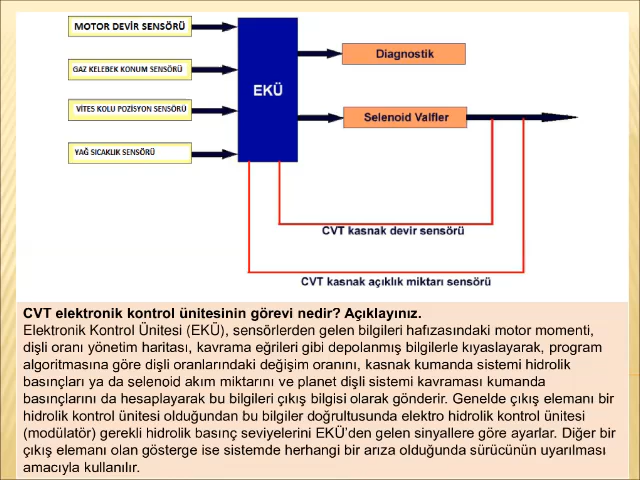 MOTOR DEVİR SENSÖRÜ
GAZ KELEBEK KONUM SENSÖRÜ
VİTES KOLU POZİSYON SENSÖRÜ
YAĞ SICAKLIK SENSÖRÜ
EKÜ
Diagnostik
Selenoid Valfler
CVT kasnak devir sensörü
CVT kasnak açıklık miktarı sensörü
CVT elektronik kontrol ünitesinin görevi nedir? Açıklayınız.
Elektronik Kontrol Ünitesi (EKÜ), sensörlerden gelen bilgileri hafızasındaki motor momenti,
dişli oranı yönetim haritası, kavrama eğrileri gibi depolanmış bilgilerle kıyaslayarak, program
algoritmasına göre dişli oranlarındaki değişim oranını, kasnak kumanda sistemi hidrolik
basınçları ya da selenoid akım miktarını ve planet dişli sistemi kavraması kumanda
basınçlarını da hesaplayarak bu bilgileri çıkış bilgisi olarak gönderir. Genelde çıkış elemanı bir
hidrolik kontrol ünitesi olduğundan bu bilgiler doğrultusunda elektro hidrolik kontrol ünitesi
(modülatör) gerekli hidrolik basınç seviyelerini EKÜ’den gelen sinyallere göre ayarlar. Diğer bir
çıkış elemanı olan gösterge ise sistemde herhangi bir arıza olduğunda sürücünün uyarılması
amacıyla kullanılır.